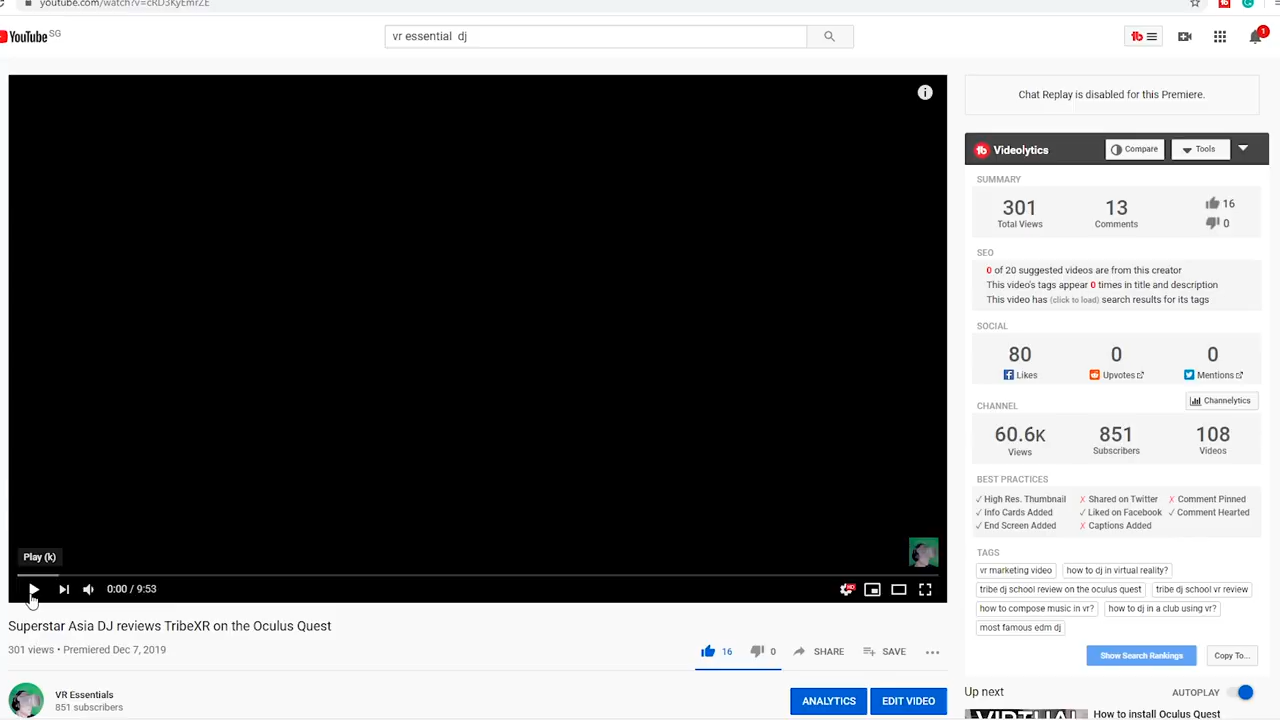 youtube.com/watch?v=cRD3KyEmrZE
YouTube SG
vr essential dj
tb
1
Chat Replay is disabled for this Premiere.
tb Videolytics
Compare
Tools
SUMMARY
301
13
16
Total Views
Comments
0
SEO
0 of 20 suggested videos are from this creator
This video's tags appear 0 times in title and description
This video has (click to load) search results for its tags
SOCIAL
80
0
0
Likes
Upvotes
Mentions
Channelytics
CHANNEL
60.6K
851
108
Views
Subscribers
Videos
BEST PRACTICES
✓ High Res. Thumbnail
✗ Shared on Twitter
✗ Comment Pinned
✓ Info Cards Added
✓ Liked on Facebook
✓ Comment Hearted
✓ End Screen Added
✗ Captions Added
TAGS
vr marketing video
how to dj in virtual reality?
tribe dj school review on the oculus quest
tribe dj school vr review
how to compose music in vr?
how to dj in a club using vr?
most famous edm dj
Show Search Rankings
Copy To...
Play (k)
0:00 / 9:53
HD
Superstar Asia DJ reviews TribeXR on the Oculus Quest
301 views • Premiered Dec 7, 2019
16
0
SHARE
SAVE
VR Essentials
851 subscribers
ANALYTICS
EDIT VIDEO
Up next
AUTOPLAY
VIRTUAL
How to install Oculus Quest